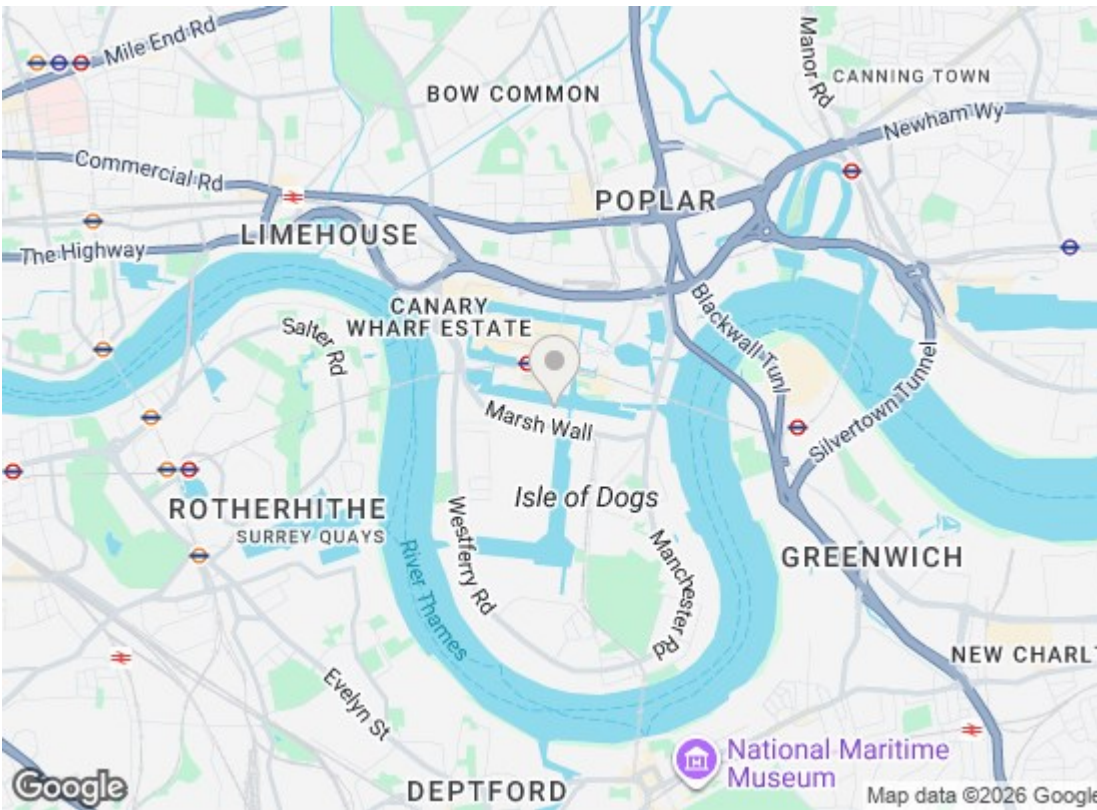 Mile End Rd
Manor Rd
CANNING TOWN
BOW COMMON
Newham Wy
Commercial Rd
POPLAR
The Highway
LIMEHOUSE
CANARY
WHARF ESTATE
Salter Rd
Blackwall Tunl
Silvertown Tunnel
Marsh Wall
Isle of Dogs
ROTHERHITHE
SURREY QUAYS
Westferry Rd
River Thames
Manchester Rd
GREENWICH
NEW CHARLT
Evelyn St
National Maritime
Museum
DEPTFORD
Google
Map data ©2026 Google